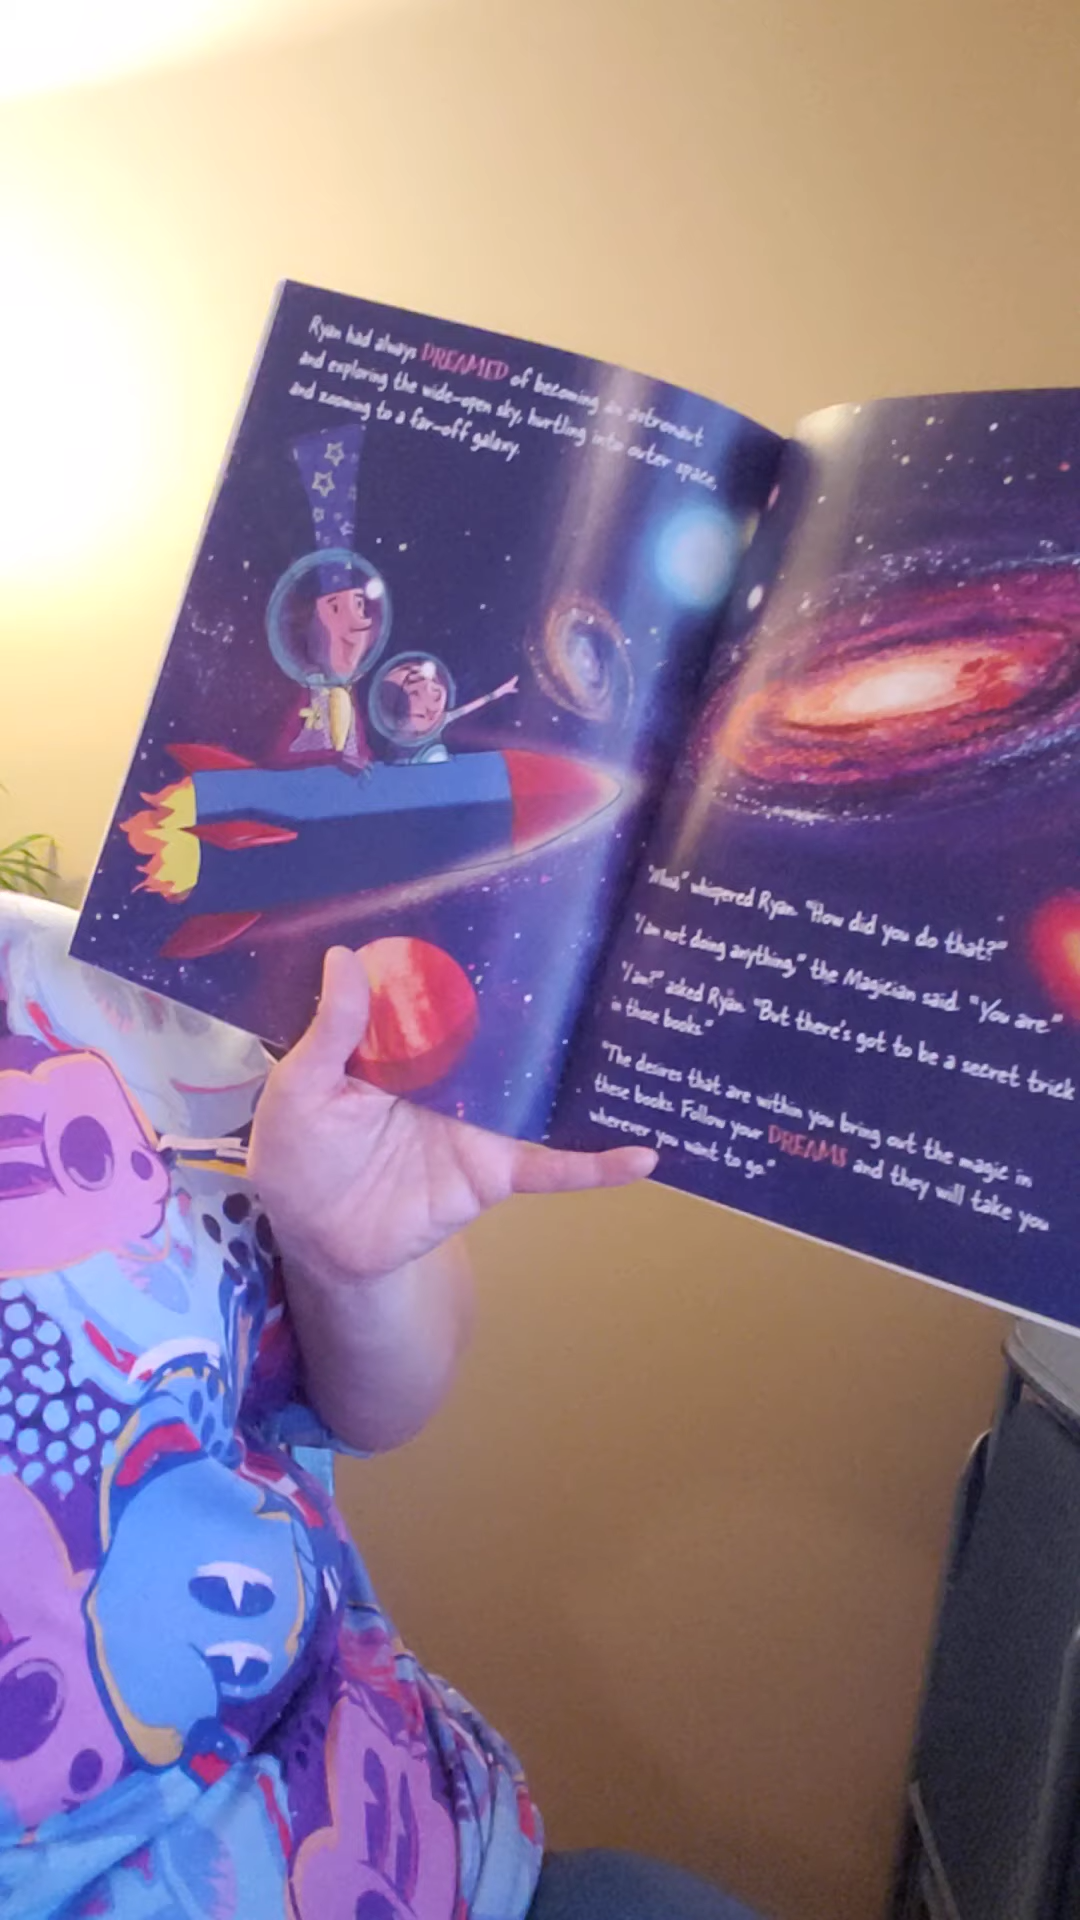 Ryan had always DREAMED of becoming an astronaut
and exploring the wide-open sky, hurtling into outer space,
and zooming to a far-off galaxy.
"Whoa," whispered Ryan. "How did you do that?"
"I am not doing anything," the Magician said. "You are."
"I am?" asked Ryan. "But there's got to be a secret trick
in those books."
"The desires that are within you bring out the magic in
these books. Follow your DREAMS and they will take you
wherever you want to go."